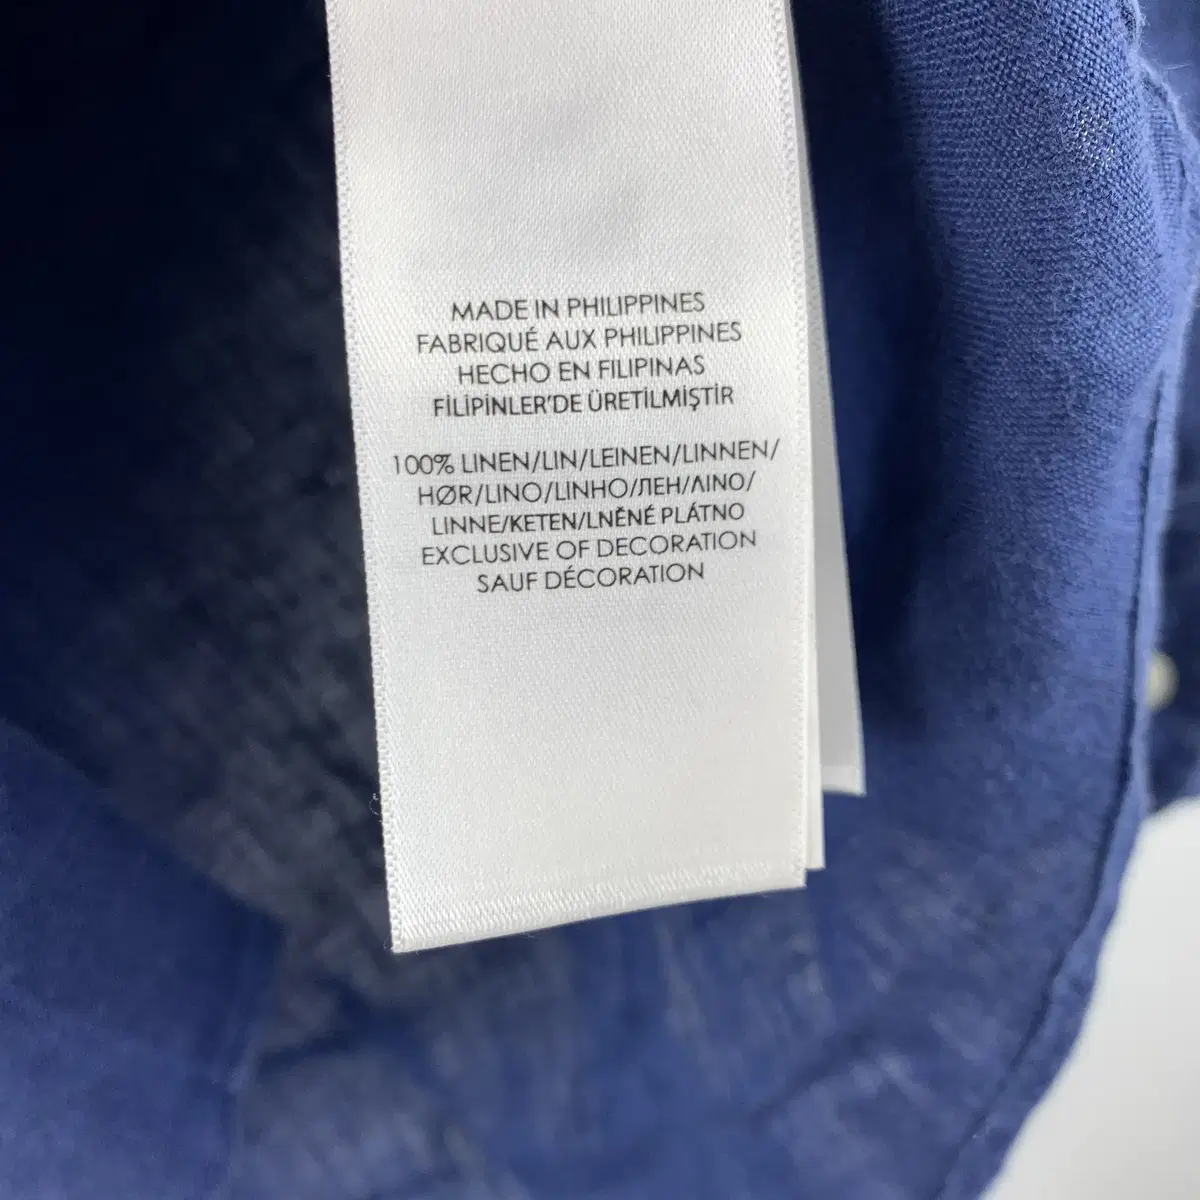 MADE IN PHILIPPINES
FABRIQUÉ AUX PHILIPPINES
HECHO EN FILIPINAS
FİLİPİNLER'DE ÜRETİLMİŞTİR
100% LINEN/LIN/LEINEN/LINNEN/
HØR/LINO/LINHO/ЛЕН/ΛΙΝΟ/
LINNE/KETEN/LNĚNÉ PLÁTNO
EXCLUSIVE OF DECORATION
SAUF DÉCORATION